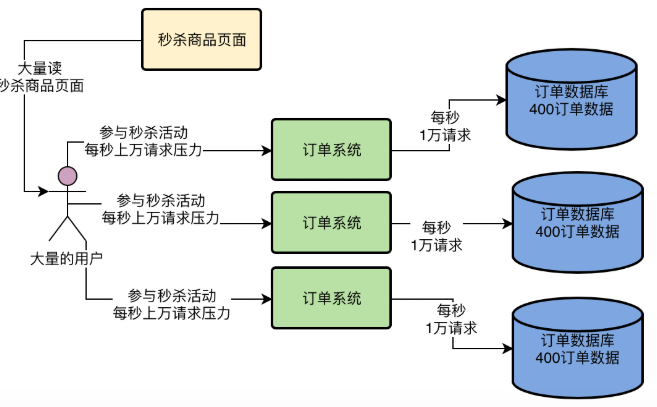 秒杀商品页面
大量读
秒杀商品页面
订单数据库
400订单数据
每秒
1万请求
参与秒杀活动
每秒上万请求压力
订单系统
参与秒杀活动
每秒上万请求压力
订单系统
每秒
1万请求
订单数据库
400订单数据
大量的用户
参与秒杀活动
每秒上万请求压力
订单系统
每秒
1万请求
订单数据库
400订单数据